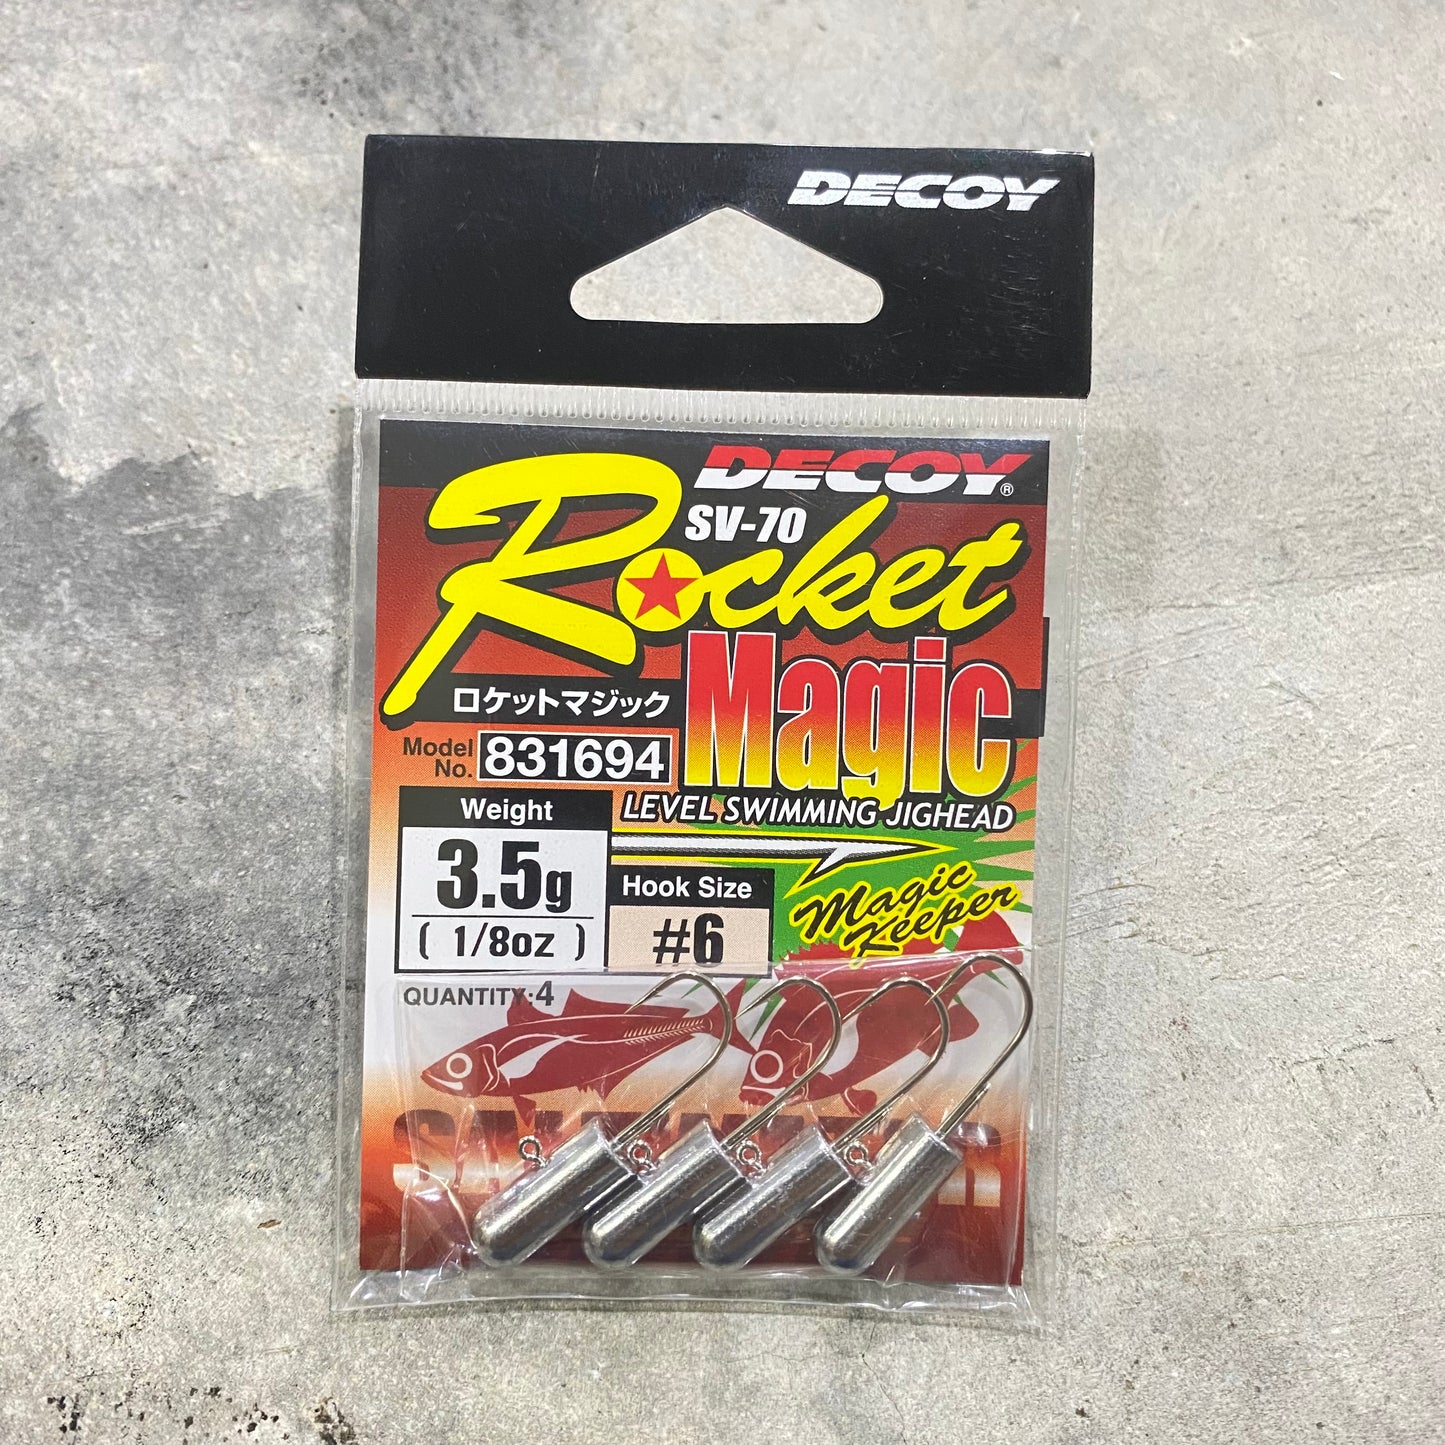 DECOY
DECOY®
SV-70
Rocket
Magic
ロケットマジック
Model No. 831694
LEVEL SWIMMING JIGHEAD
Weight
3.5g
( 1/8oz )
Hook Size
#6
Magic
Keeper
QUANTITY:4